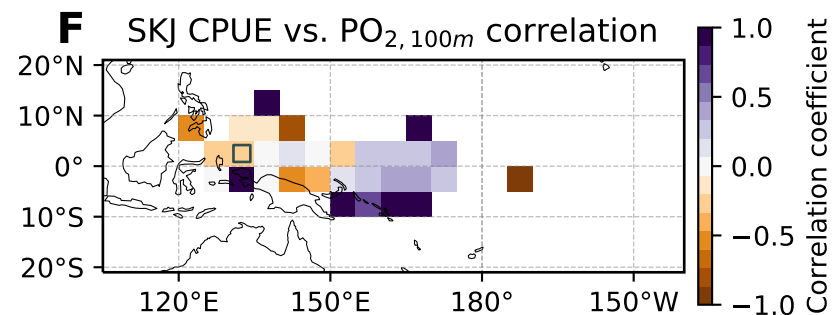 F SKJ CPUE vs. PO2, 100m correlation
20°N
10°N
0°
10°S
20°S
120°E 150°E 180° 150°W
1.0
0.5
0.0
−0.5
−1.0
Correlation coefficient